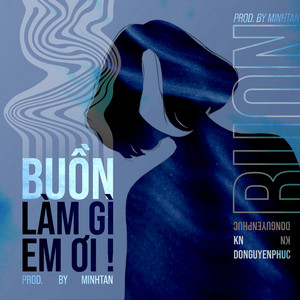 PROD. BY MINHTAN
BUỒN
BUỒN
LÀM GÌ
EM ƠI !
PROD. BY MINHTAN
DONGUYENPHUC
KN
KN
DONGUYENPHUC